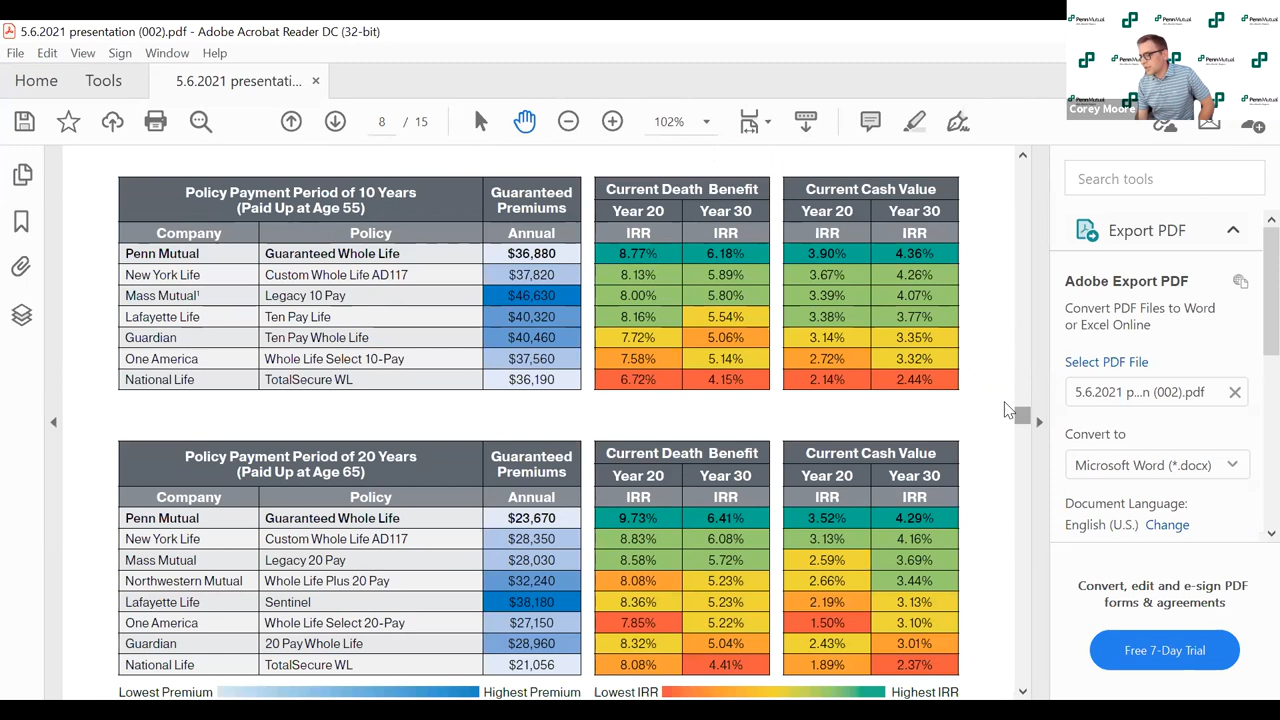 5.6.2021 presentation (002).pdf - Adobe Acrobat Reader DC (32-bit)
File Edit View Sign Window Help
Home Tools 5.6.2021 presentati... ×
/ 15 102%
PennMutual
Corey Moore
Policy Payment Period of 10 Years (Paid Up at Age 55) Guaranteed Premiums Current Death Benefit Current Cash Value
Year 20 Year 30 Year 20 Year 30
Company Policy Annual IRR IRR IRR IRR
Penn Mutual Guaranteed Whole Life $36,880 8.77% 6.18% 3.90% 4.36%
New York Life Custom Whole Life AD117 $37,820 8.13% 5.89% 3.67% 4.26%
Mass Mutual¹ Legacy 10 Pay $46,630 8.00% 5.80% 3.39% 4.07%
Lafayette Life Ten Pay Life $40,320 8.16% 5.54% 3.38% 3.77%
Guardian Ten Pay Whole Life $40,460 7.72% 5.06% 3.14% 3.35%
One America Whole Life Select 10-Pay $37,560 7.58% 5.14% 2.72% 3.32%
National Life TotalSecure WL $36,190 6.72% 4.15% 2.14% 2.44%
Policy Payment Period of 20 Years (Paid Up at Age 65) Guaranteed Premiums Current Death Benefit Current Cash Value
Year 20 Year 30 Year 20 Year 30
Company Policy Annual IRR IRR IRR IRR
Penn Mutual Guaranteed Whole Life $23,670 9.73% 6.41% 3.52% 4.29%
New York Life Custom Whole Life AD117 $28,350 8.83% 6.08% 3.13% 4.16%
Mass Mutual Legacy 20 Pay $28,030 8.58% 5.72% 2.59% 3.69%
Northwestern Mutual Whole Life Plus 20 Pay $32,240 8.08% 5.23% 2.66% 3.44%
Lafayette Life Sentinel $38,180 8.36% 5.23% 2.19% 3.13%
One America Whole Life Select 20-Pay $27,150 7.85% 5.22% 1.50% 3.10%
Guardian 20 Pay Whole Life $28,960 8.32% 5.04% 2.43% 3.01%
National Life TotalSecure WL $21,056 8.08% 4.41% 1.89% 2.37%
Lowest Premium Highest Premium Lowest IRR Highest IRR
Search tools
Export PDF
Adobe Export PDF
Convert PDF Files to Word
or Excel Online
Select PDF File
5.6.2021 p...n (002).pdf
Convert to
Microsoft Word (*.docx)
Document Language:
English (U.S.) Change
Convert, edit and e-sign PDF
forms & agreements
Free 7-Day Trial